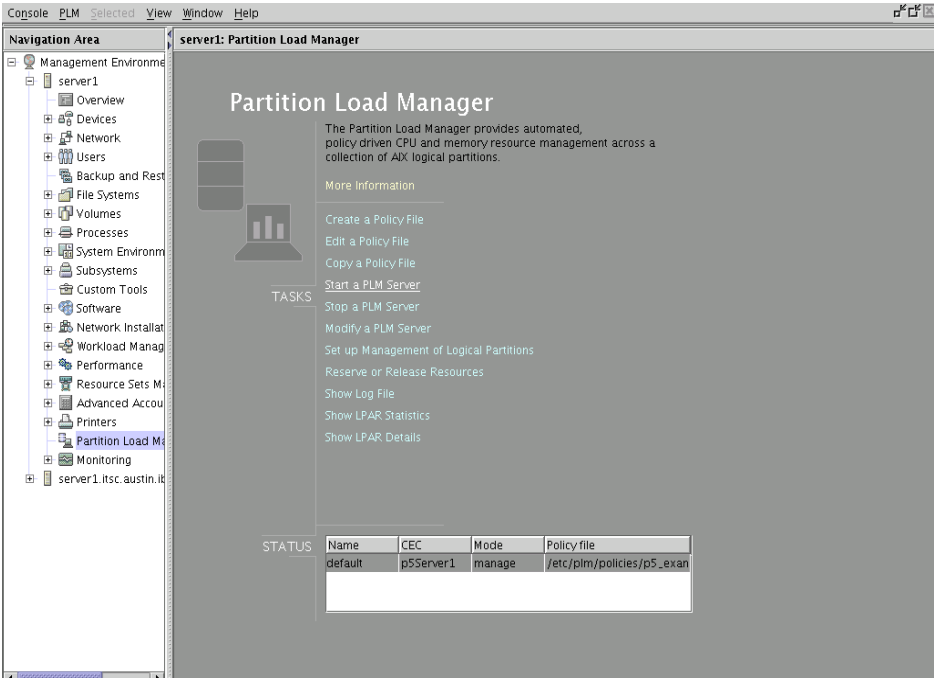 Console PLM Selected View Window Help
Navigation Area
server1: Partition Load Manager
Management Environme
server1
Overview
Devices
Network
Users
Backup and Rest
File Systems
Volumes
Processes
System Environm
Subsystems
Custom Tools
Software
Network Installat
Workload Manag
Performance
Resource Sets Ma
Advanced Accou
Printers
Partition Load Ma
Monitoring
server1.itsc.austin.ib
Partition Load Manager
The Partition Load Manager provides automated,
policy driven CPU and memory resource management across a
collection of AIX logical partitions.
More Information
TASKS
Create a Policy File
Edit a Policy File
Copy a Policy File
Start a PLM Server
Stop a PLM Server
Modify a PLM Server
Set up Management of Logical Partitions
Reserve or Release Resources
Show Log File
Show LPAR Statistics
Show LPAR Details
STATUS
Name CEC Mode Policy file
default p5Server1 manage /etc/plm/policies/p5_exan